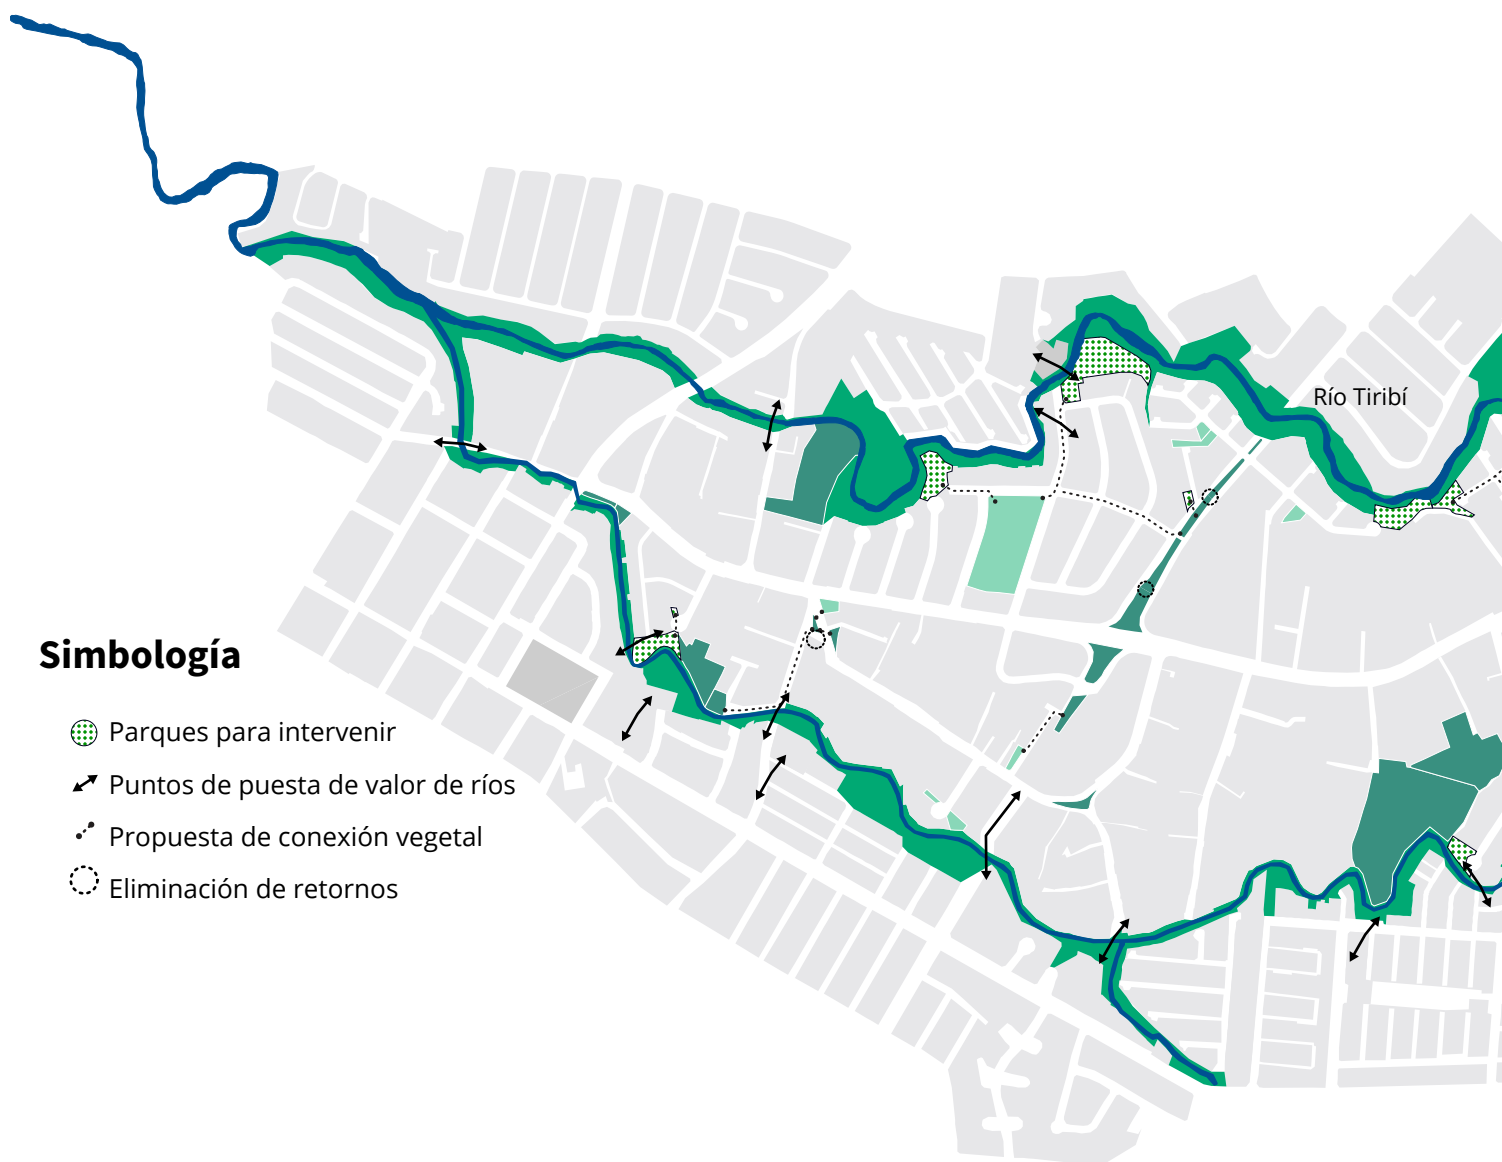 Río Tiribí
Simbología
Parques para intervenir
Puntos de puesta de valor de ríos
Propuesta de conexión vegetal
Eliminación de retornos